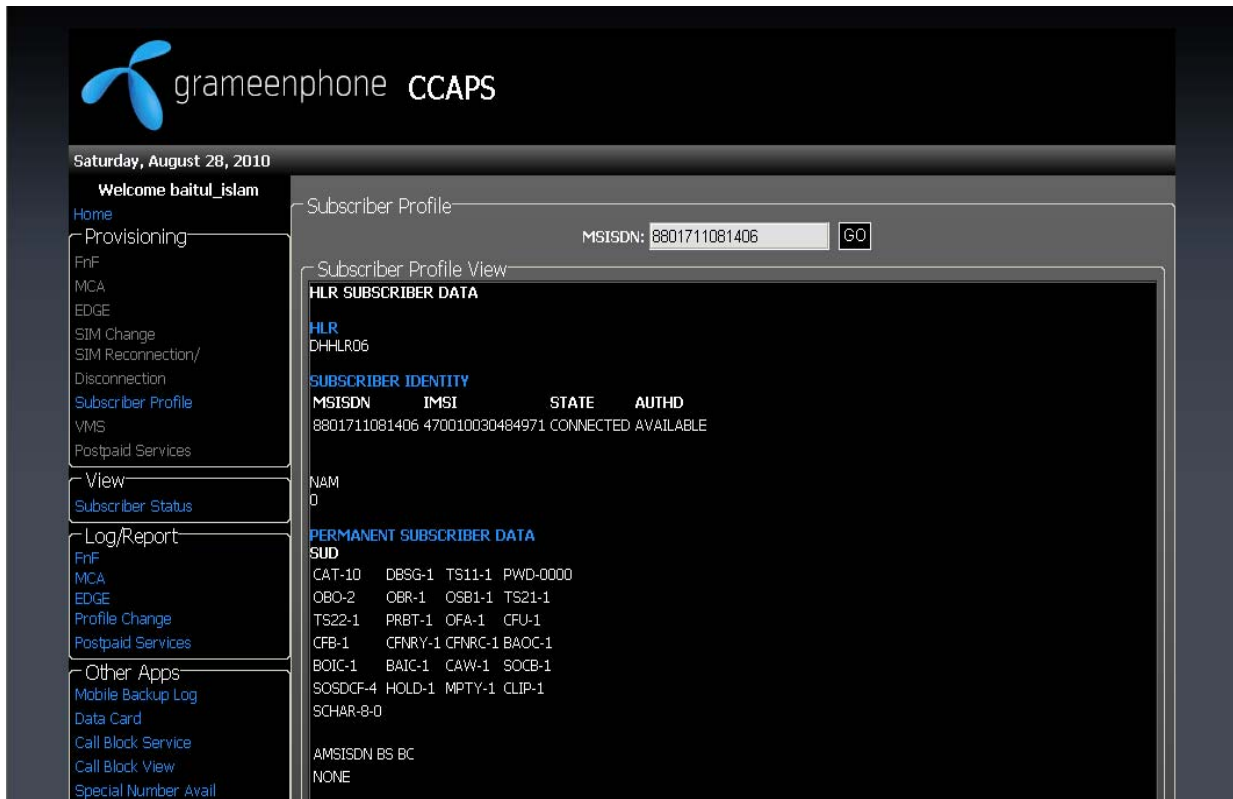 grameenphone CCAPS
Saturday, August 28, 2010
Welcome baitul_islam
Home
Provisioning
FnF
MCA
EDGE
SIM Change
SIM Reconnection/
Disconnection
Subscriber Profile
VMS
Postpaid Services
View
Subscriber Status
Log/Report
FnF
MCA
EDGE
Profile Change
Postpaid Services
Other Apps
Mobile Backup Log
Data Card
Call Block Service
Call Block View
Special Number Avail
Subscriber Profile
MSISDN: 8801711081406 GO
Subscriber Profile View
HLR SUBSCRIBER DATA
HLR
DHHLR06
SUBSCRIBER IDENTITY
MSISDN IMSI STATE AUTHD
8801711081406 470010030484971 CONNECTED AVAILABLE
NAM
0
PERMANENT SUBSCRIBER DATA
SUD
CAT-10 DBSG-1 TS11-1 PWD-0000
OBO-2 OBR-1 OSB1-1 TS21-1
TS22-1 PRBT-1 OFA-1 CFU-1
CFB-1 CFNRY-1 CFNRC-1 BAOC-1
BOIC-1 BAIC-1 CAW-1 SOCB-1
SOSDCF-4 HOLD-1 MPTY-1 CLIP-1
SCHAR-8-0
AMSISDN BS BC
NONE